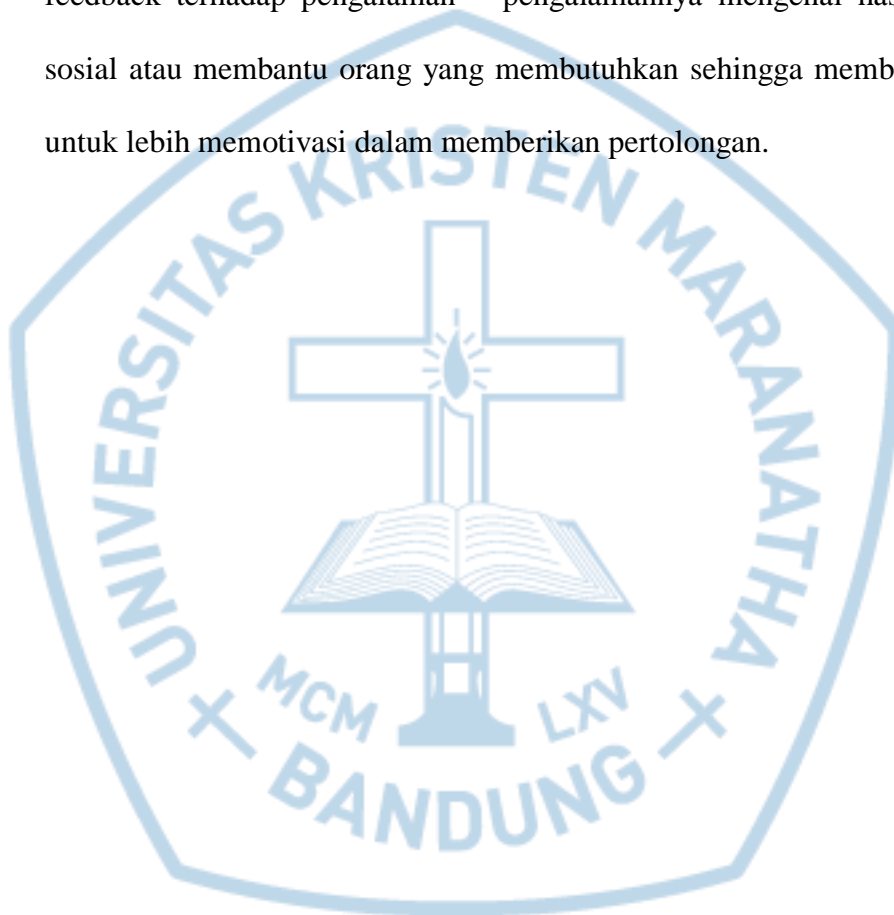 feedback terhadap pengalaman – pengalamannya mengenai
sosial atau membantu orang yang membutuhkan sehingga
untuk lebih memotivasi dalam memberikan pertolongan.
UNIVERSITAS KRISTEN MARANATHA
MCM LXV
BANDUNG